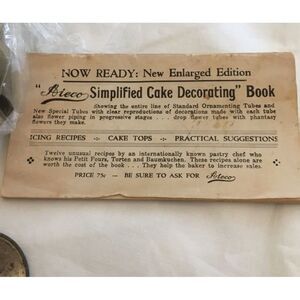 NOW READY: New Enlarged Edition
"Ateco Simplified Cake Decorating" Book
Showing the entire line of Standard Ornamenting Tubes and
New Special Tubes with clear reproductions of decorations made with each tube
also flower piping in progressive stages . . . drop flower tubes with phantasy
flowers they make.
ICING RECIPES -:- CAKE TOPS -:- PRACTICAL SUGGESTIONS
Twelve unusual recipes by an internationally known pastry chef who
knows his Petit Fours, Torten and Baumkuchen. These recipes alone are
worth the cost of the book . . . They help the baker to increase sales.
PRICE 75c - BE SURE TO ASK FOR Ateco